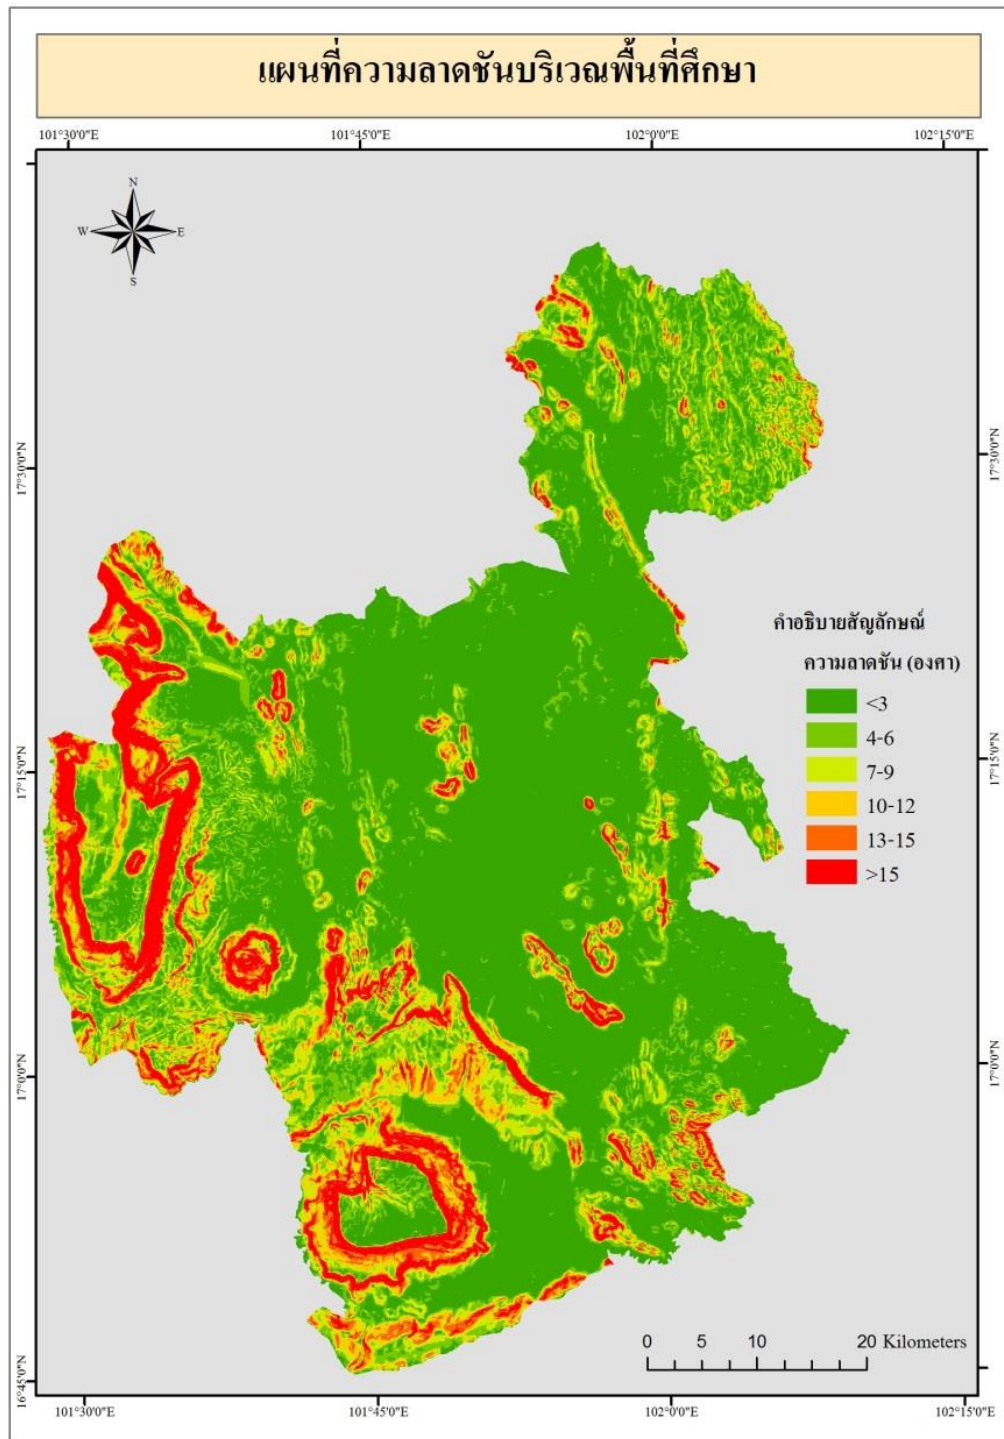 แผนที่ความลาดชันบริเวณพื้นที่ศึกษา
101°30'0"E 101°45'0"E 102°0'0"E 102°15'0"E
N
W E
S
17°30'0"N 17°30'0"N
คำอธิบายสัญลักษณ์
ความลาดชัน (องศา)
<3
4-6
7-9
10-12
13-15
>15
17°15'0"N 17°15'0"N
17°0'0"N 17°0'0"N
0 5 10 20 Kilometers
16°45'0"N
101°30'0"E 101°45'0"E 102°0'0"E 102°15'0"E